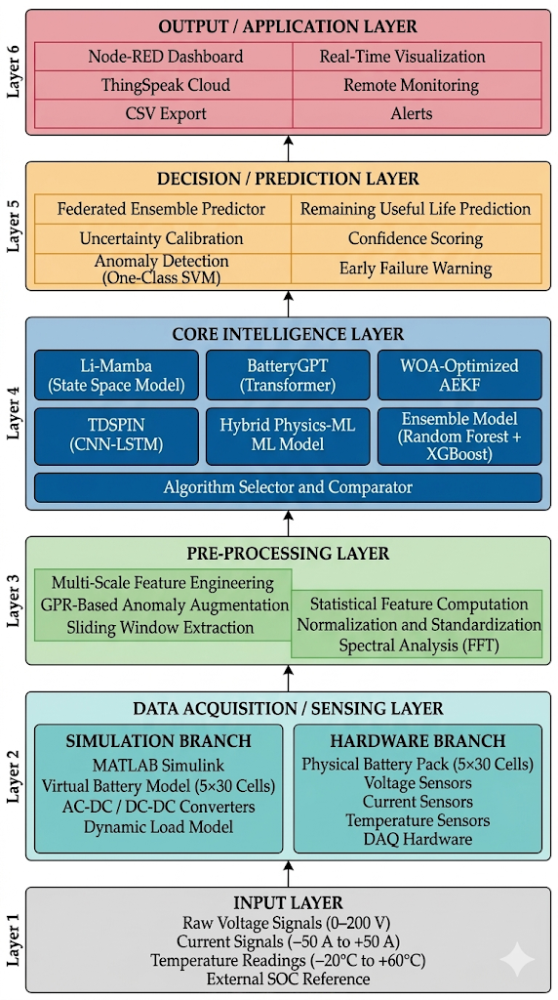 Layer 6
OUTPUT / APPLICATION LAYER
Node-RED Dashboard
Real-Time Visualization
ThingSpeak Cloud
Remote Monitoring
CSV Export
Alerts
Layer 5
DECISION / PREDICTION LAYER
Federated Ensemble Predictor
Remaining Useful Life Prediction
Uncertainty Calibration
Confidence Scoring
Anomaly Detection
(One-Class SVM)
Early Failure Warning
Layer 4
CORE INTELLIGENCE LAYER
Li-Mamba
(State Space Model)
BatteryGPT
(Transformer)
WOA-Optimized
AEKF
TDSPIN
(CNN-LSTM)
Hybrid Physics-ML
ML Model
Ensemble Model
(Random Forest +
XGBoost)
Algorithm Selector and Comparator
Layer 3
PRE-PROCESSING LAYER
Multi-Scale Feature Engineering
GPR-Based Anomaly Augmentation
Sliding Window Extraction
Statistical Feature Computation
Normalization and Standardization
Spectral Analysis (FFT)
Layer 2
DATA ACQUISITION / SENSING LAYER
SIMULATION BRANCH
MATLAB Simulink
Virtual Battery Model (5×30 Cells)
AC-DC / DC-DC Converters
Dynamic Load Model
HARDWARE BRANCH
Physical Battery Pack (5×30 Cells)
Voltage Sensors
Current Sensors
Temperature Sensors
DAQ Hardware
Layer 1
INPUT LAYER
Raw Voltage Signals (0–200 V)
Current Signals (−50 A to +50 A)
Temperature Readings (−20°C to +60°C)
External SOC Reference